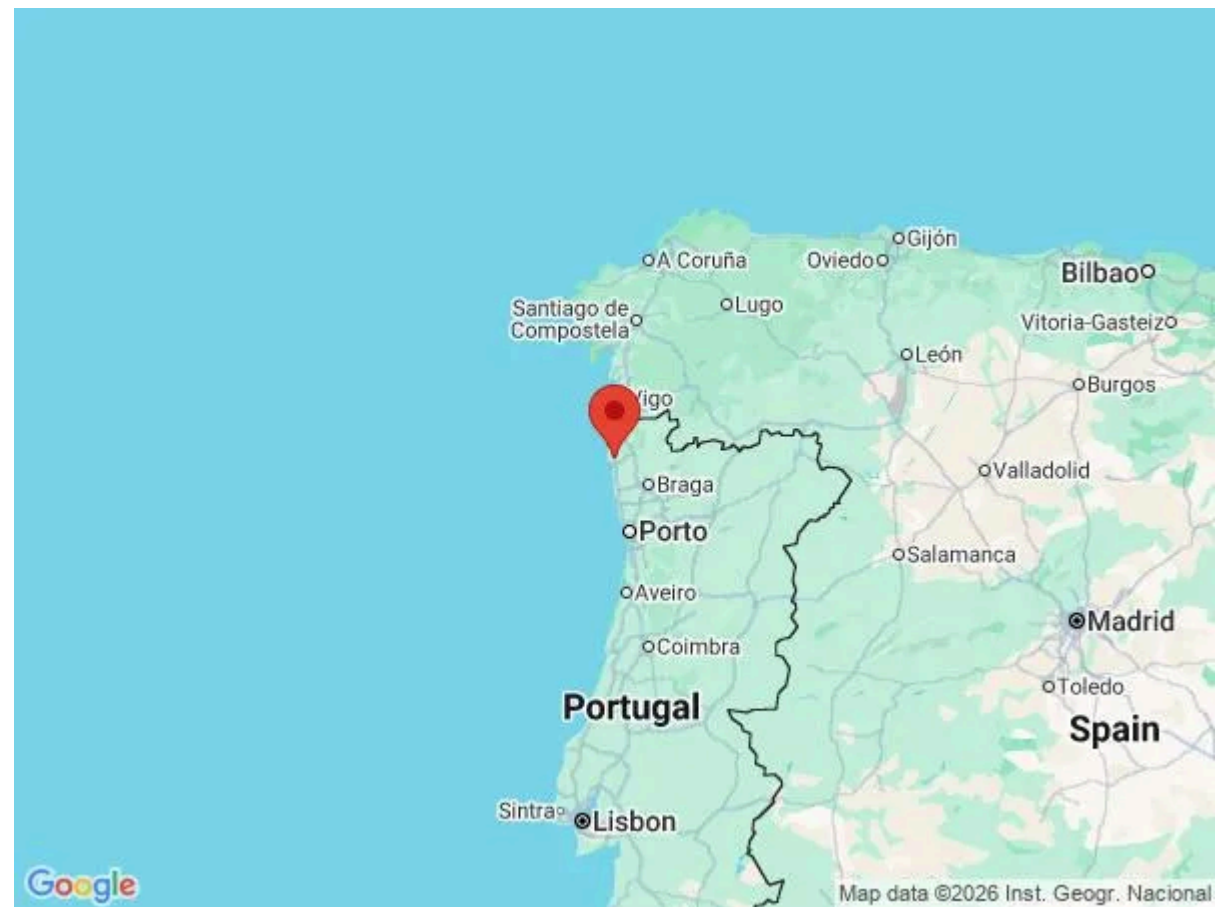 Gijón
A Coruña
Oviedo
Bilbao
Lugo
Santiago de
Compostela
Vitoria-Gasteiz
León
Burgos
Valladolid
Braga
Porto
Salamanca
Aveiro
Madrid
Coimbra
Toledo
Portugal
Spain
Sintra
Lisbon
Google
Map data ©2026 Inst. Geogr. Nacional